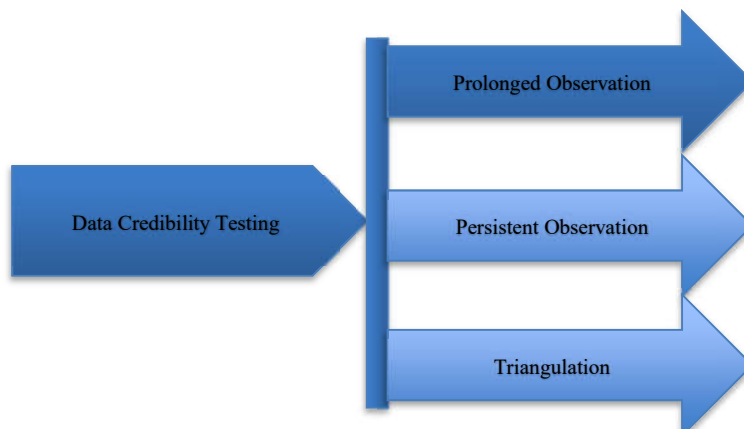 Prolonged Observation
Data Credibility Testing
Persistent Observation
Triangulation